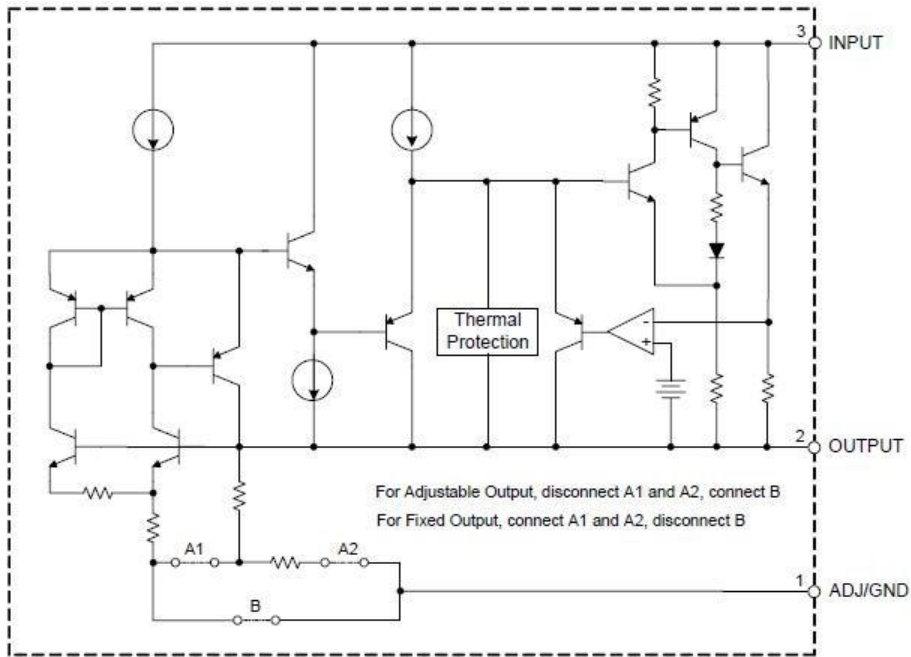 3
INPUT
Thermal
Protection
-
+
2
OUTPUT
For Adjustable Output, disconnect A1 and A2, connect B
For Fixed Output, connect A1 and A2, disconnect B
A1
A2
1
ADJ/GND
B